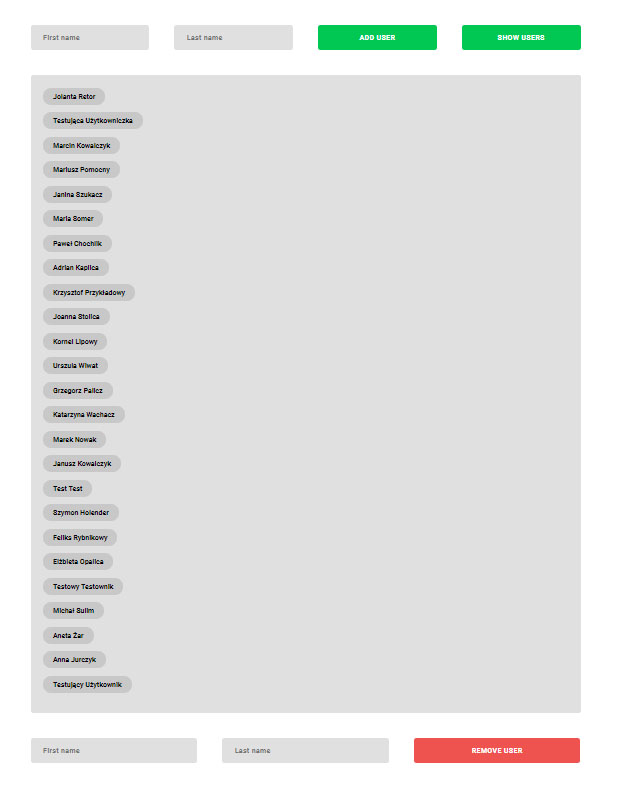 First name
Last name
ADD USER
SHOW USERS
Jolanta Retor
Testująca Użytkowniczka
Marcin Kowalczyk
Mariusz Pomocny
Janina Szukacz
Maria Somer
Paweł Chochlik
Adrian Kaplica
Krzysztof Przykładowy
Joanna Stolica
Kornel Lipowy
Urszula Wiwat
Grzegorz Palicz
Katarzyna Wachacz
Marek Nowak
Janusz Kowalczyk
Test Test
Szymon Holender
Feliks Rybnikowy
Elżbieta Opalica
Testowy Testownik
Michał Sulim
Aneta Żar
Anna Jurczyk
Testujący Użytkownik
First name
Last name
REMOVE USER